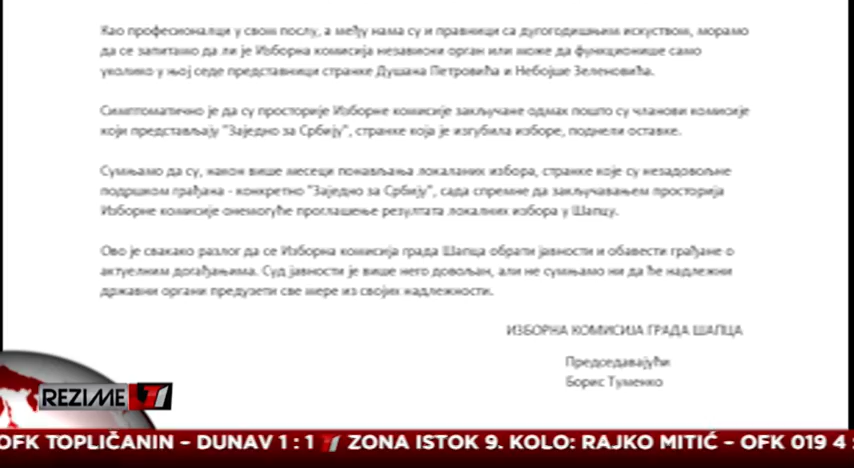 Као професионалци у свом послу, а међу нама су и правници са дугогодишњим искуством, морамо
да се запитамо да ли је Изборна комисија независни орган или може да функционише само
уколико у њој седе представници странке Душана Петровића и Небојше Зеленовића.
Симптоматично је да су просторије Изборне комисије закључане одмах пошто су чланови комисије
који представљају "Заједно за Србију", странке која је изгубила изборе, поднели оставке.
Сумњамо да су, након више месеци понављања локаланих избора, странке које су незадовољне
подршком грађана - конкретно "Заједно за Србију", сада спремне да закључавањем просторија
Изборне комисије онемогуће проглашење резултата локалних избора у Шапцу.
Ово је свакако разлог да се Изборна комисија града Шапца обрати јавности и обавести грађане о
актуелним догађањима. Суд јавности је више него довољан, али не сумњамо ни да ће надлежни
државни органи предузети све мере из својих надлежности.
ИЗБОРНА КОМИСИЈА ГРАДА ШАПЦА
Председавајући
Борис Туменко
REZIME T1
OFK TOPLIČANIN – DUNAV 1 : 1 T1 ZONA ISTOK 9. KOLO: RAJKO MITIĆ – OFK 019 4